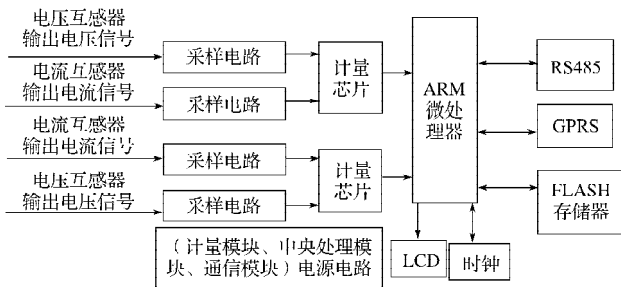 电压互感器
输出电压信号
采样电路
电流互感器
输出电流信号
采样电路
计量
芯片
电流互感器
输出电流信号
采样电路
电压互感器
输出电压信号
采样电路
计量
芯片
ARM
微处
理器
RS485
GPRS
FLASH
存储器
LCD
时钟
(计量模块、中央处理模
块、通信模块)电源电路